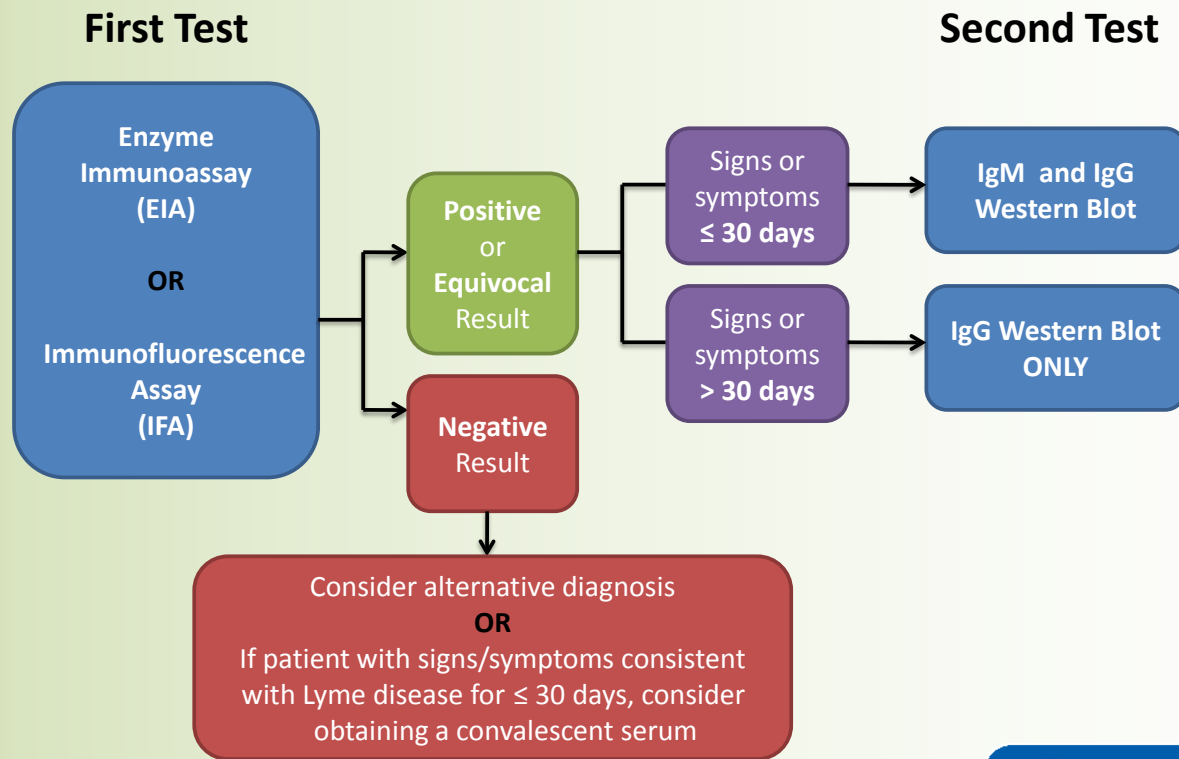 First Test
Second Test
Enzyme
Immunoassay
(EIA)
OR
Immunofluorescence
Assay
(IFA)
Positive
or
Equivocal
Result
Negative
Result
Signs or
symptoms
≤ 30 days
IgM and IgG
Western Blot
Signs or
symptoms
> 30 days
IgG Western Blot
ONLY
Consider alternative diagnosis
OR
If patient with signs/symptoms consistent
with Lyme disease for ≤ 30 days, consider
obtaining a convalescent serum